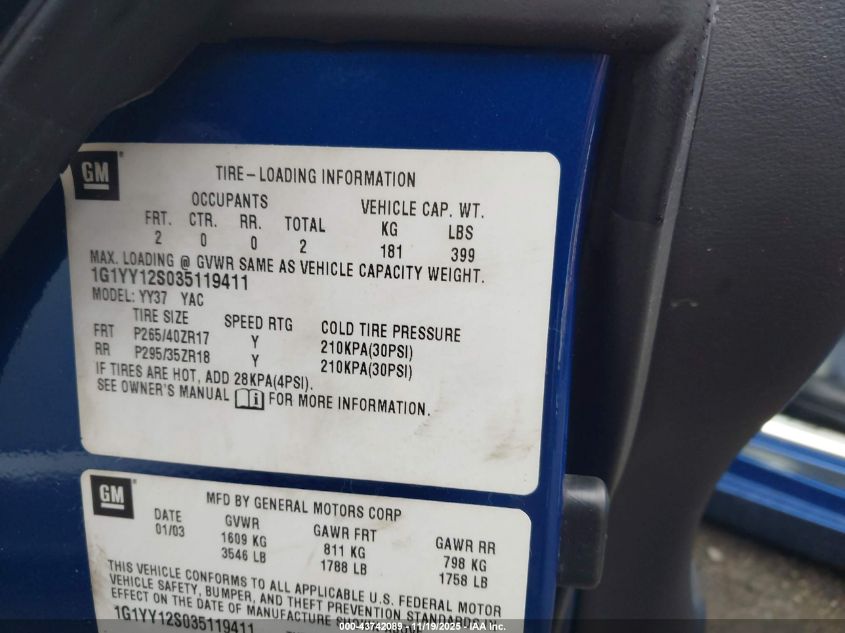 GM
TIRE-LOADING INFORMATION
OCCUPANTS VEHICLE CAP. WT.
FRT. CTR. RR. TOTAL KG LBS
2 0 0 2 181 399
MAX. LOADING @ GVWR SAME AS VEHICLE CAPACITY WEIGHT.
1G1YY12S035119411
MODEL: YY37 YAC
TIRE SIZE SPEED RTG COLD TIRE PRESSURE
FRT P265/40ZR17 Y 210KPA(30PSI)
RR P295/35ZR18 Y 210KPA(30PSI)
IF TIRES ARE HOT, ADD 28KPA(4PSI).
SEE OWNER'S MANUAL i FOR MORE INFORMATION.
GM
MFD BY GENERAL MOTORS CORP
DATE GVWR GAWR FRT GAWR RR
01/03 1609 KG 811 KG 798 KG
3546 LB 1788 LB 1758 LB
THIS VEHICLE CONFORMS TO ALL APPLICABLE U.S. FEDERAL MOTOR
VEHICLE SAFETY, BUMPER, AND THEFT PREVENTION STANDARDS IN
EFFECT ON THE DATE OF MANUFACTURE
1G1YY12S035119411
000-43742089 - 11/19/2025 - IAA Inc.